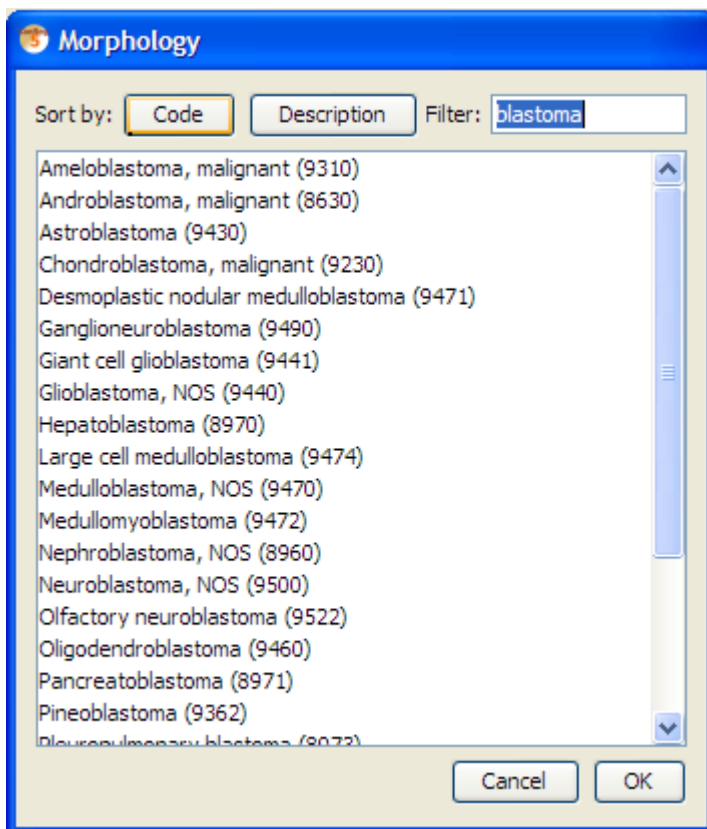 Morphology
Sort by: Code Description Filter: blastoma
Ameloblastoma, malignant (9310)
Androblastoma, malignant (8630)
Astroblastoma (9430)
Chondroblastoma, malignant (9230)
Desmoplastic nodular medulloblastoma (9471)
Ganglioneuroblastoma (9490)
Giant cell glioblastoma (9441)
Glioblastoma, NOS (9440)
Hepatoblastoma (8970)
Large cell medulloblastoma (9474)
Medulloblastoma, NOS (9470)
Medullomyoblastoma (9472)
Nephroblastoma, NOS (8960)
Neuroblastoma, NOS (9500)
Olfactory neuroblastoma (9522)
Oligodendroblastoma (9460)
Pancreatoblastoma (8971)
Pineoblastoma (9362)
Pleuropulmonary blastoma (8973)
Cancel OK